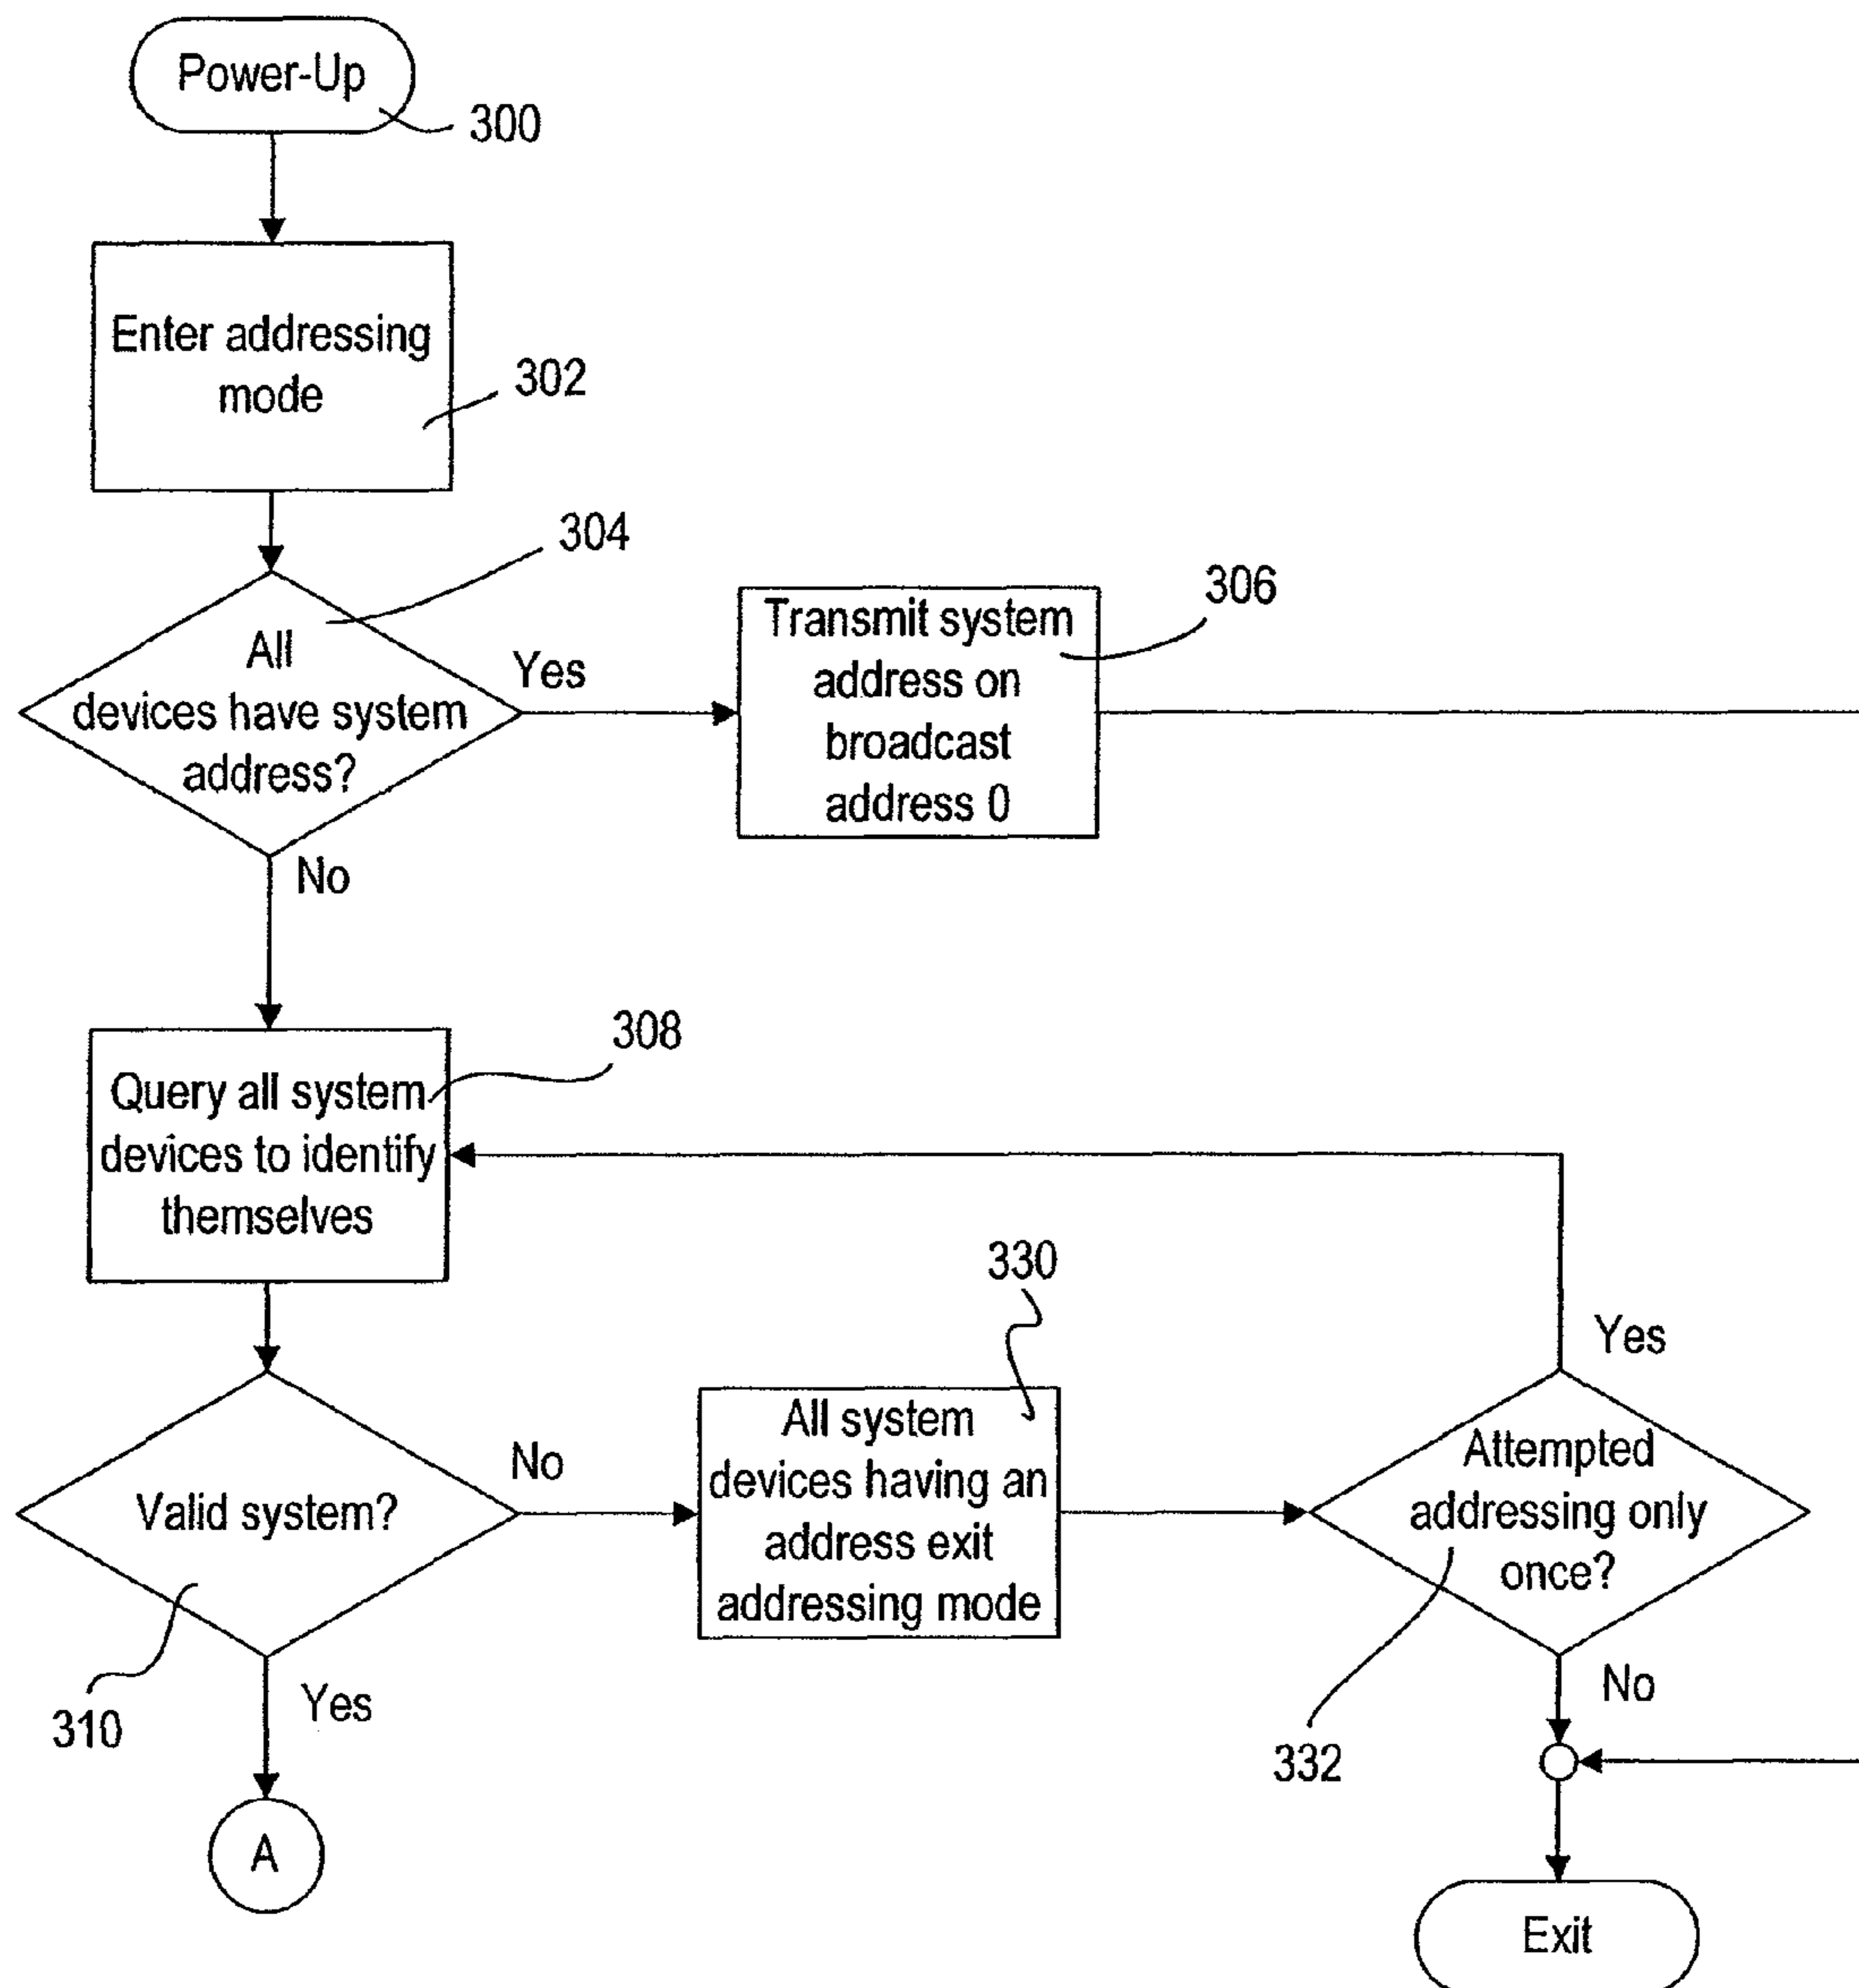 Power-Up
300
Enter addressing
mode
302
304
All
devices have system
address?
Yes
No
Transmit system
address on
broadcast
address 0
306
308
Query all system
devices to identify
themselves
330
Yes
Valid system?
No
310
Yes
All system
devices having an
address exit
addressing mode
Attempted
addressing only
once?
No
332
A
Exit